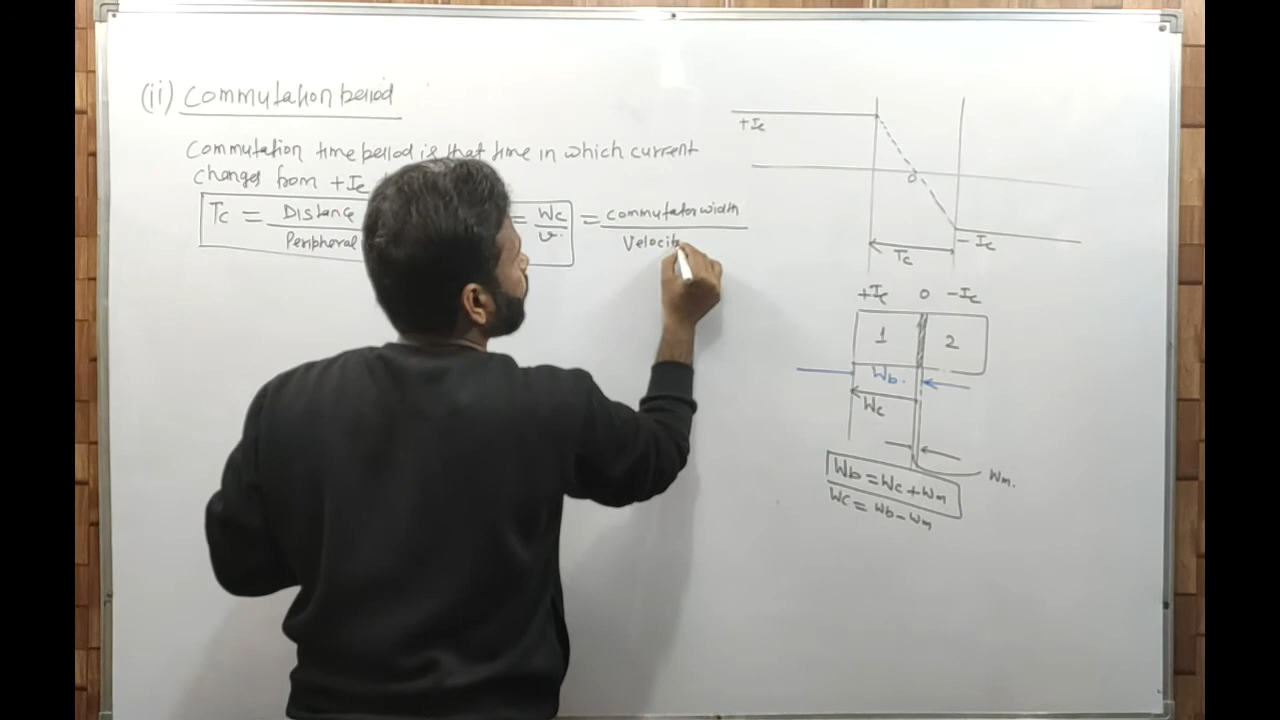 (ii) Commutation period
Commutation time period is that time in which current
changes from +Ic
Tc = Distance
Peripheral
= Wc / v = commutator width / Velocit
+Ic
0
- Ic
Tc
+Ic 0 -Ic
1 2
Wb.
Wc
Wm.
Wb = Wc + Wm
Wc = Wb - Wm